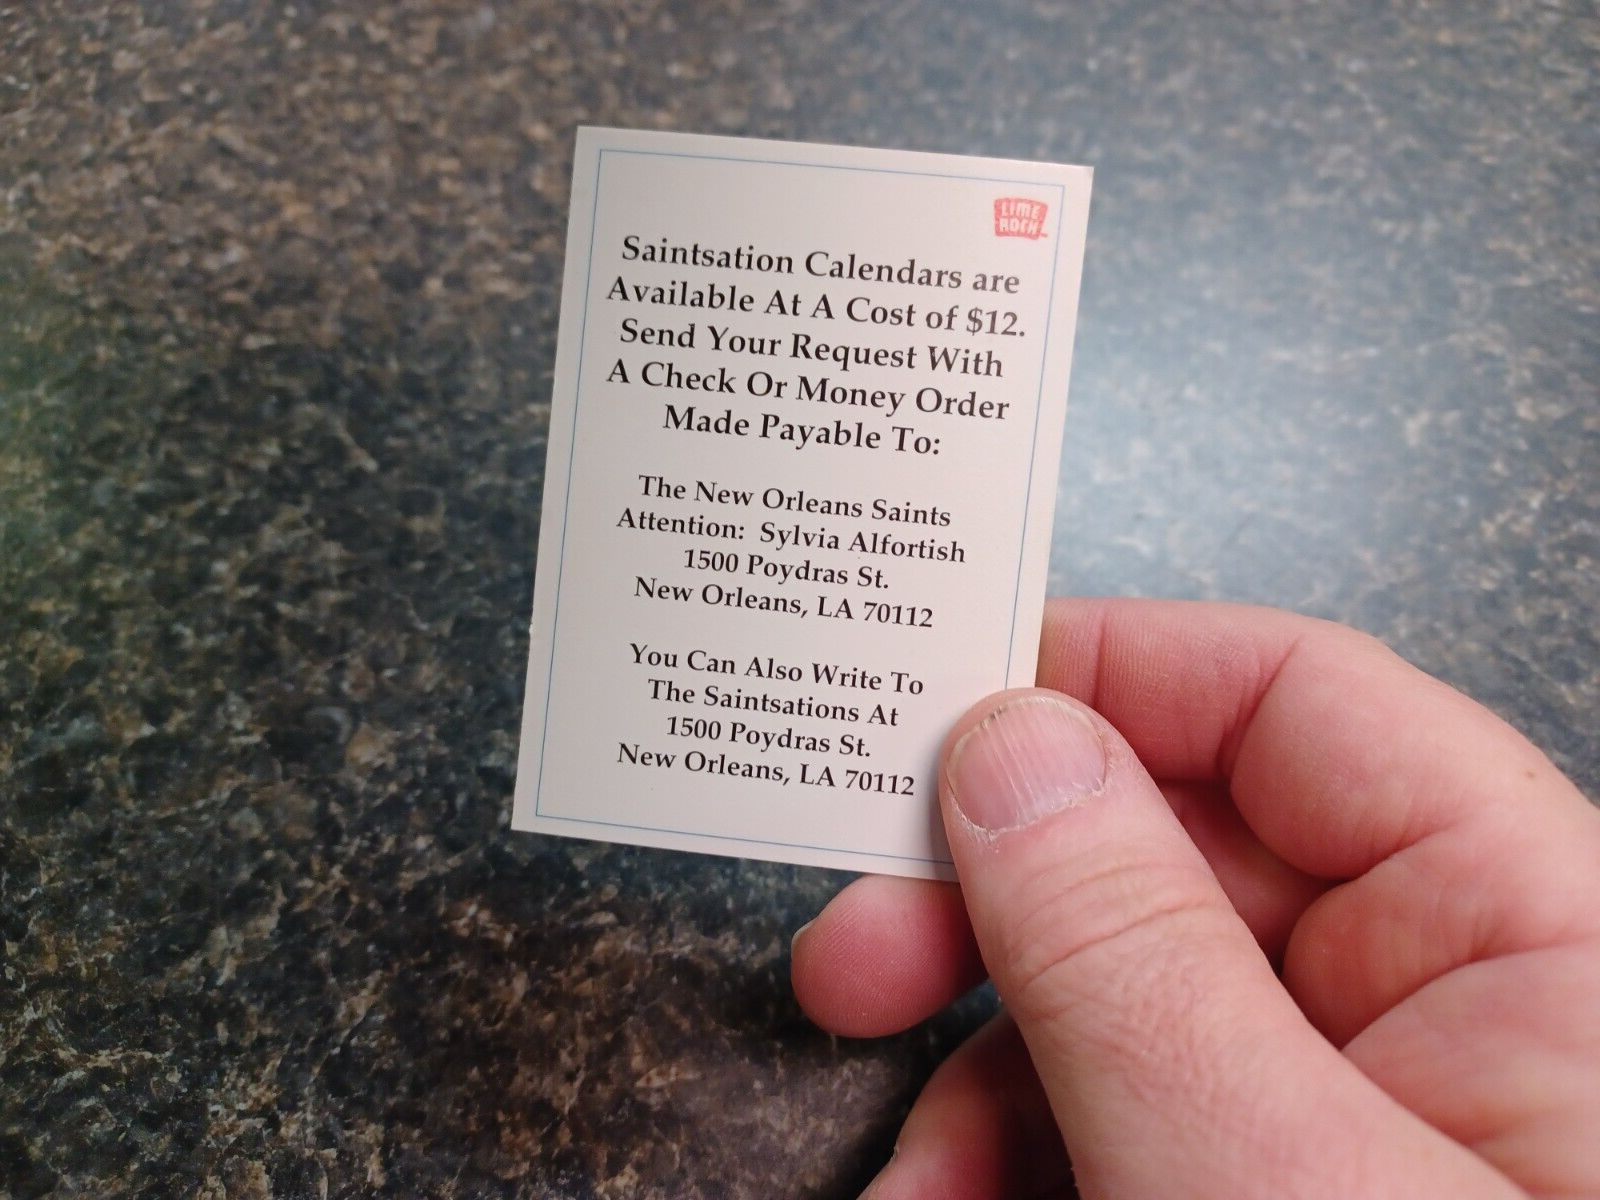 LIME
ROCK
Saintsation Calendars are
Available At A Cost of $12.
Send Your Request With
A Check Or Money Order
Made Payable To:
The New Orleans Saints
Attention: Sylvia Alfortish
1500 Poydras St.
New Orleans, LA 70112
You Can Also Write To
The Saintsations At
1500 Poydras St.
New Orleans, LA 70112